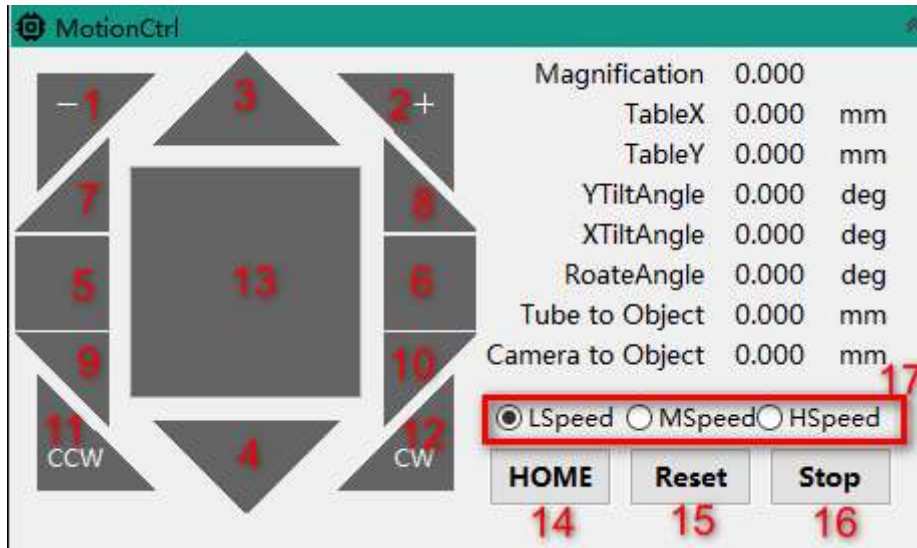 MotionCtrl
- 1
3
2 +
7
8
5
13
6
9
10
11
CCW
4
12
CW
Magnification 0.000
TableX 0.000 mm
TableY 0.000 mm
YTiltAngle 0.000 deg
XTiltAngle 0.000 deg
RoateAngle 0.000 deg
Tube to Object 0.000 mm
Camera to Object 0.000 mm
17
LSpeed MSpeed HSpeed
HOME Reset Stop
14 15 16